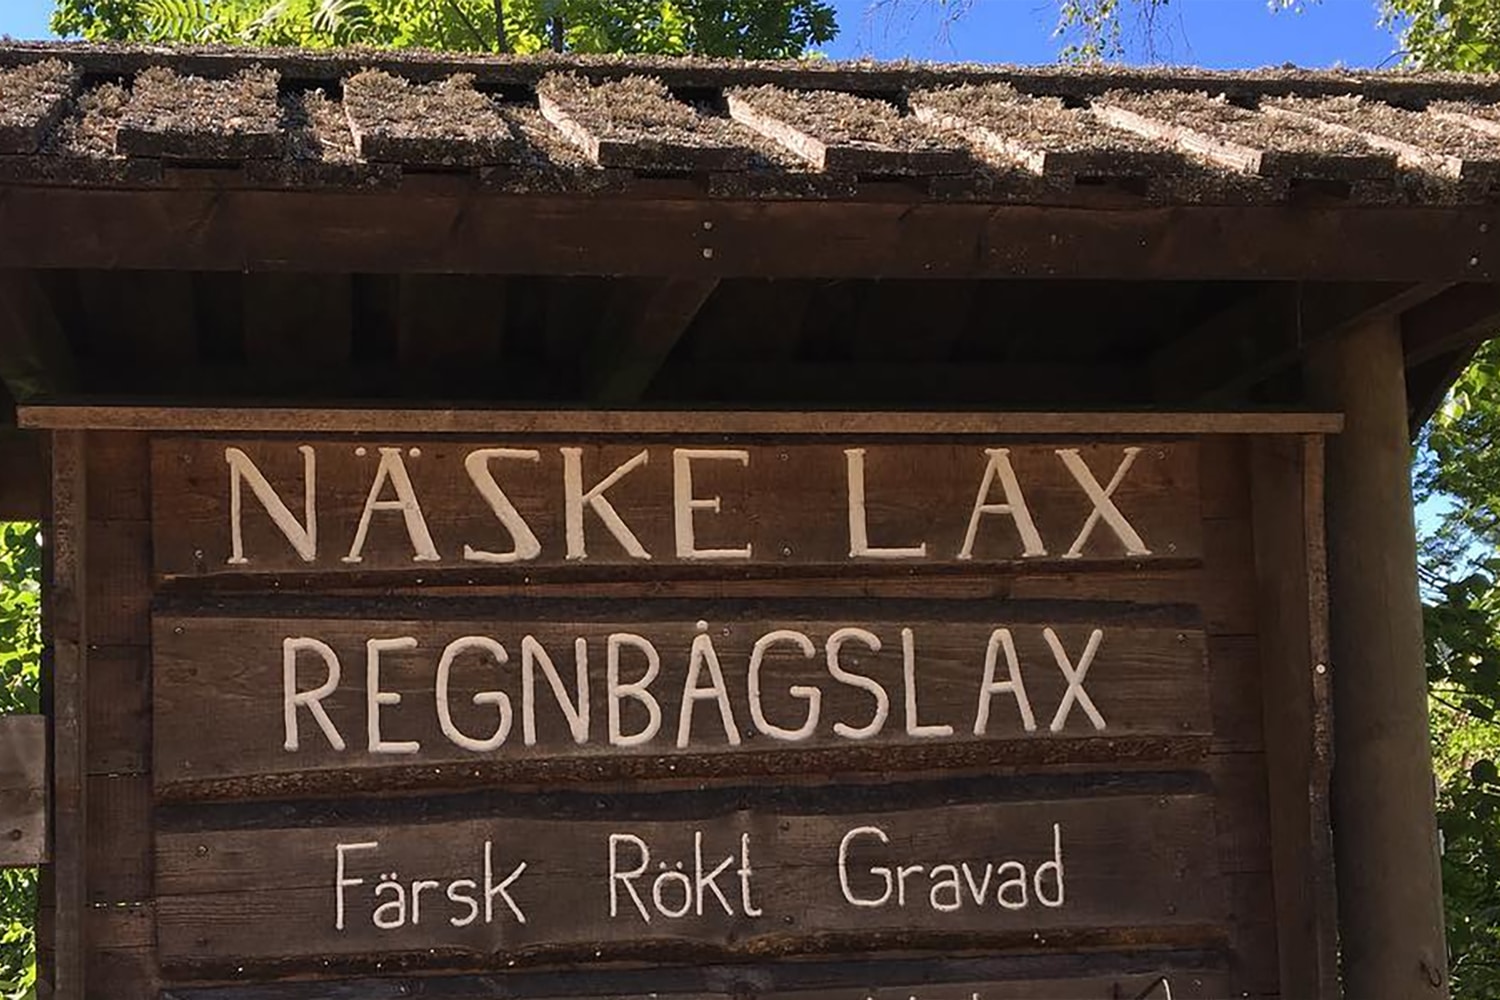 NÄSKE LAX
REGNBÅGSLAX
Färsk Rökt Gravad